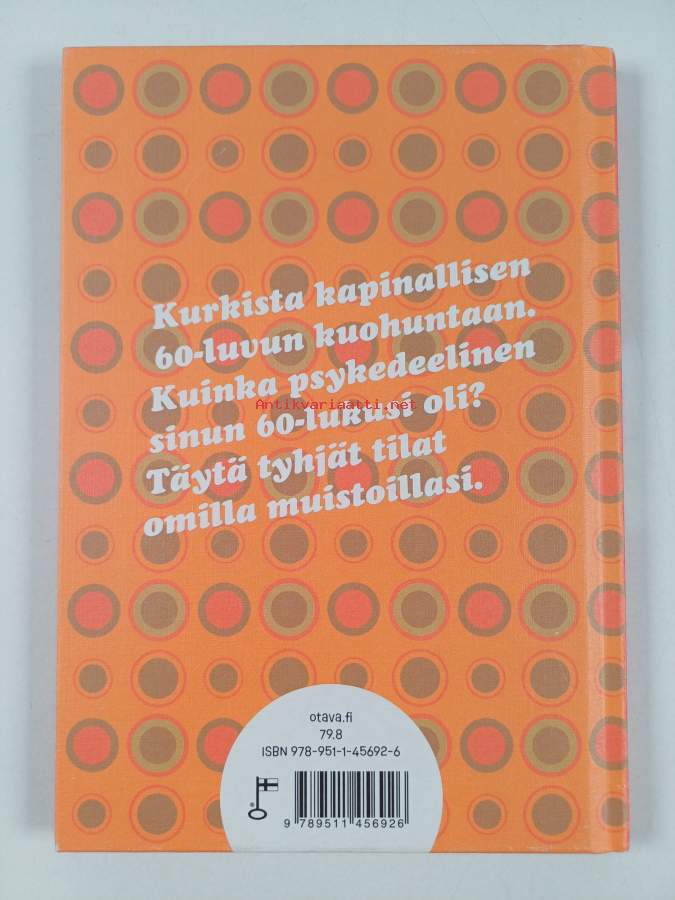 Kurkista kapinallisen
60-luvun kuohuntaan.
Kuinka psykedeelinen
Antikvariaatti.net
sinun 60-lukusi oli?
Täytä tyhjät tilat
omilla muistoillasi.
otava.fi
79.8
ISBN 978-951-1-45692-6
9 789511 456926